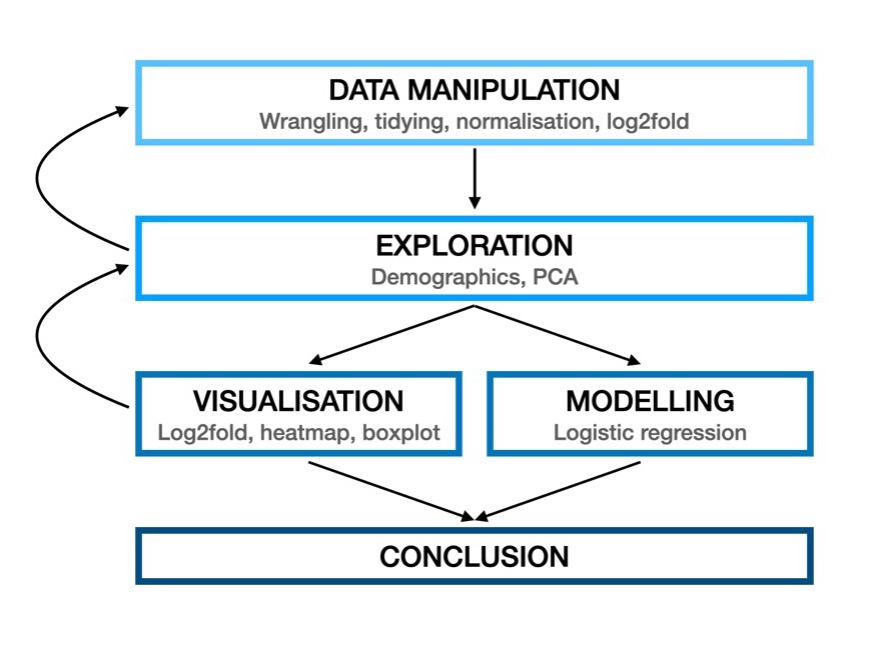 DATA MANIPULATION
Wrangling, tidying, normalisation, log2fold
EXPLORATION
Demographics, PCA
VISUALISATION
Log2fold, heatmap, boxplot
MODELLING
Logistic regression
CONCLUSION